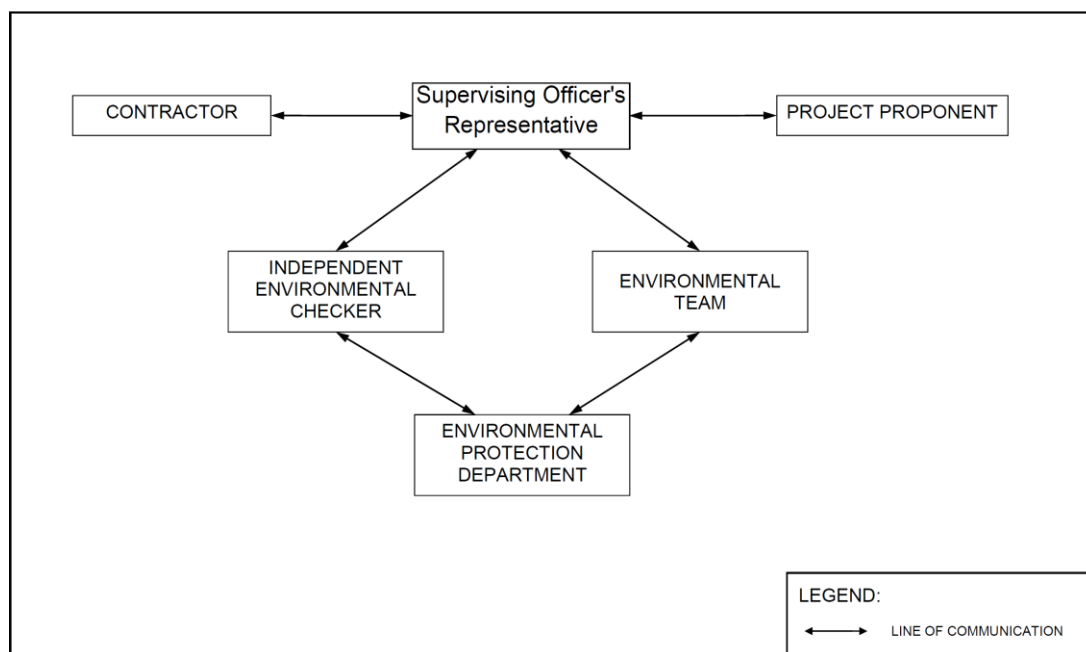 CONTRACTOR
Supervising Officer's
Representative
PROJECT PROPONENT
INDEPENDENT
ENVIRONMENTAL
CHECKER
ENVIRONMENTAL
TEAM
ENVIRONMENTAL
PROTECTION
DEPARTMENT
LEGEND:
LINE OF COMMUNICATION